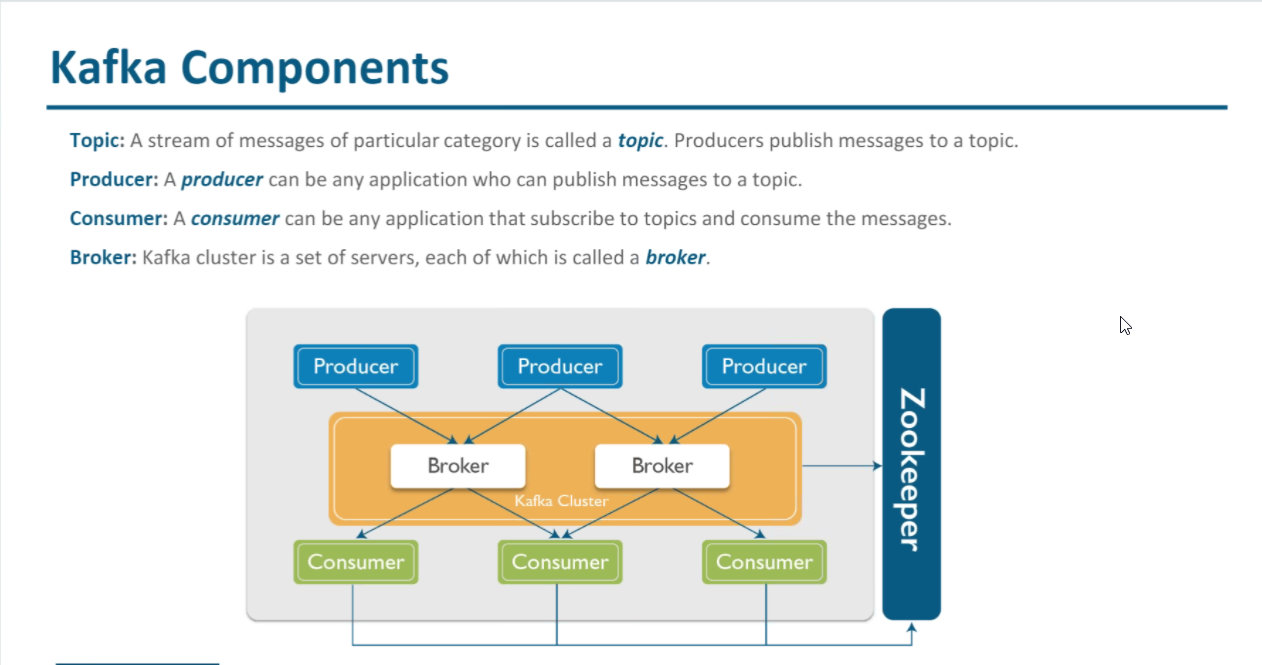 Kafka Components
Topic: A stream of messages of particular category is called a topic. Producers publish messages to a topic.
Producer: A producer can be any application who can publish messages to a topic.
Consumer: A consumer can be any application that subscribe to topics and consume the messages.
Broker: Kafka cluster is a set of servers, each of which is called a broker.
Producer
Producer
Producer
Broker
Broker
Kafka Cluster
Consumer
Consumer
Consumer
Zookeeper